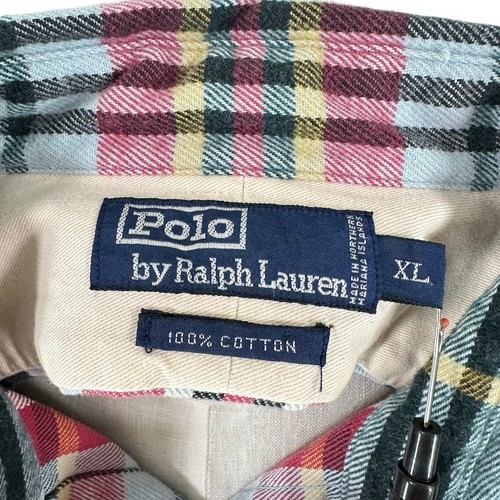 Polo
by Ralph Lauren
MADE IN NORTHERN
MARIANA ISLANDS
XL
100% COTTON